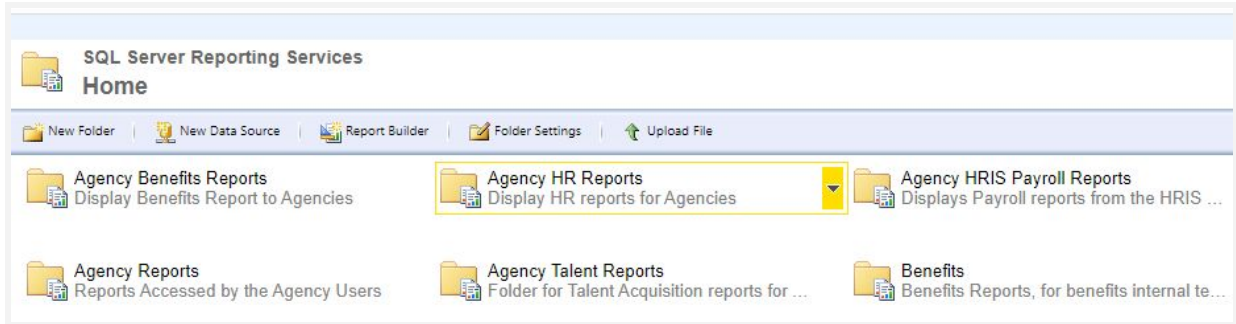 SQL Server Reporting Services
Home
New Folder | New Data Source | Report Builder | Folder Settings | Upload File
Agency Benefits Reports
Display Benefits Report to Agencies
Agency HR Reports
Display HR reports for Agencies
Agency HRIS Payroll Reports
Displays Payroll reports from the HRIS ...
Agency Reports
Reports Accessed by the Agency Users
Agency Talent Reports
Folder for Talent Acquisition reports for ...
Benefits
Benefits Reports, for benefits internal te...